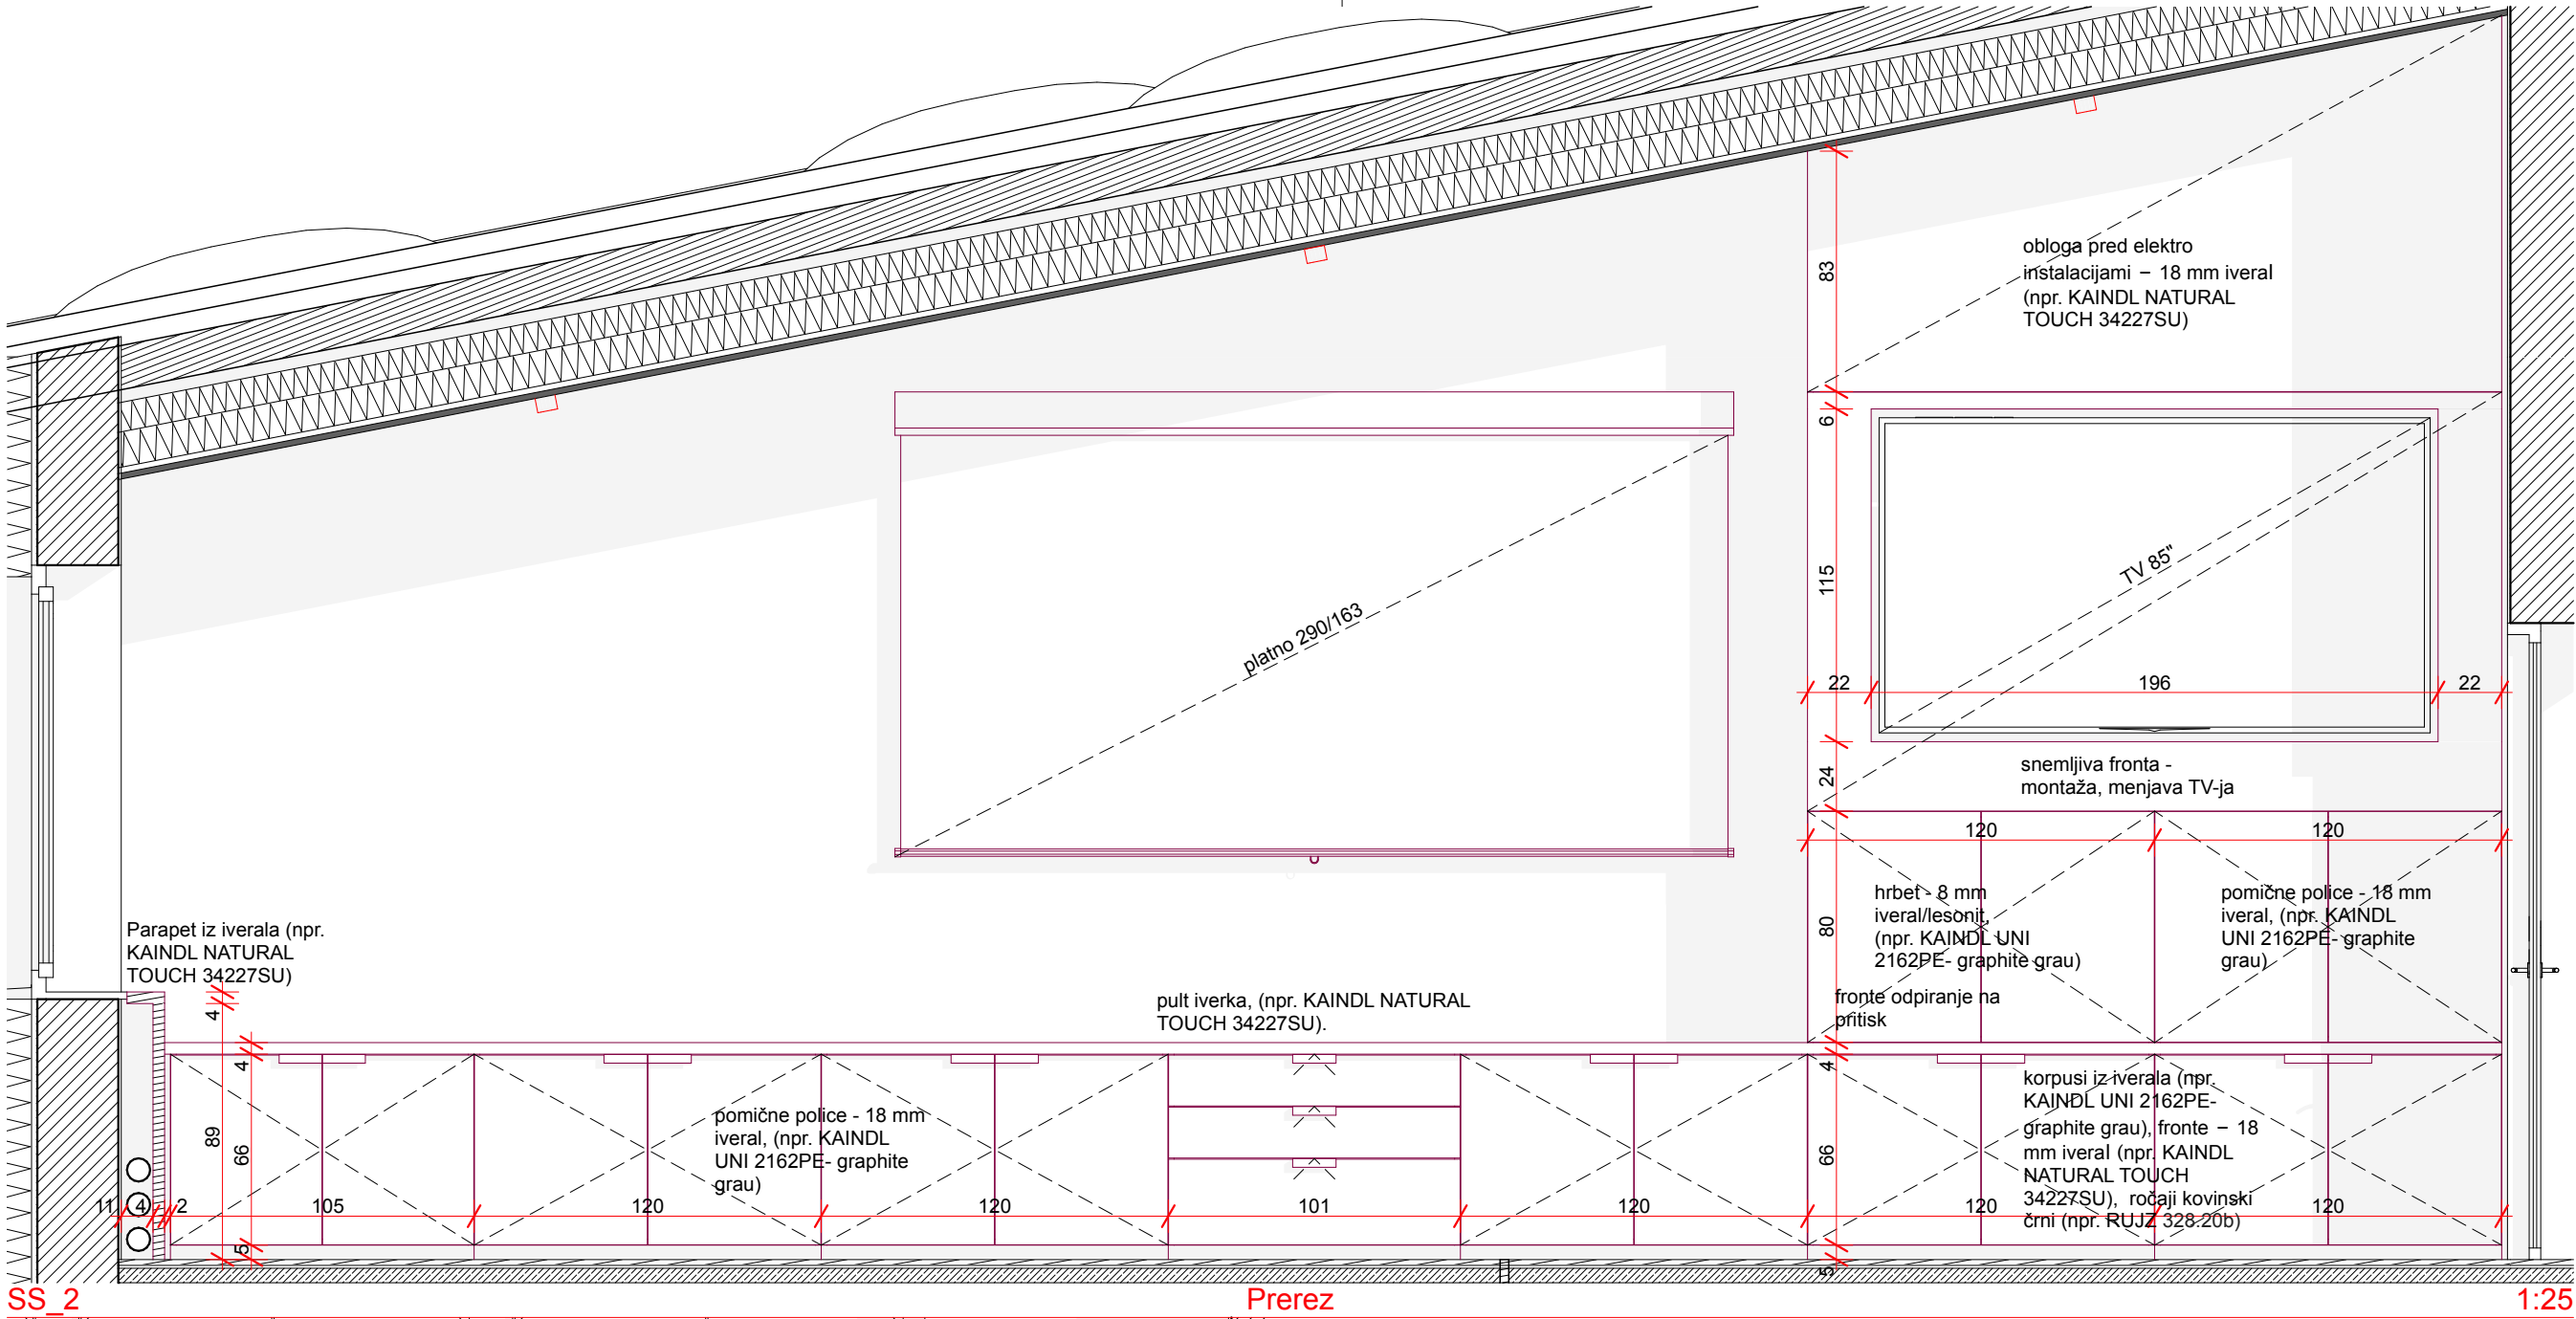 obloga pred elektro
instalacijami – 18 mm iveral
(npr. KAINDL NATURAL
TOUCH 34227SU)
83
6
115
TV 85"
platno 290/163
22
196
22
24
snemljiva fronta -
montaža, menjava TV-ja
120
120
80
hrbet - 8 mm
iveral/lesonit,
(npr. KAINDL UNI
2162PE- graphite grau)
pomične police - 18 mm
iveral, (npr. KAINDL
UNI 2162PE- graphite
grau)
Parapet iz iverala (npr.
KAINDL NATURAL
TOUCH 34227SU)
pult iverka, (npr. KAINDL NATURAL
TOUCH 34227SU).
fronte odpiranje na
pritisk
4
4
4
89
66
66
pomične police - 18 mm
iveral, (npr. KAINDL
UNI 2162PE- graphite
grau)
korpusi iz iverala (npr.
KAINDL UNI 2162PE-
graphite grau), fronte – 18
mm iveral (npr. KAINDL
NATURAL TOUCH
34227SU), ročaji kovinski
črni (npr. RUJZ 328.20b)
11
4
2
105
120
120
101
120
120
120
5
5
SS_2
Prerez
1:25